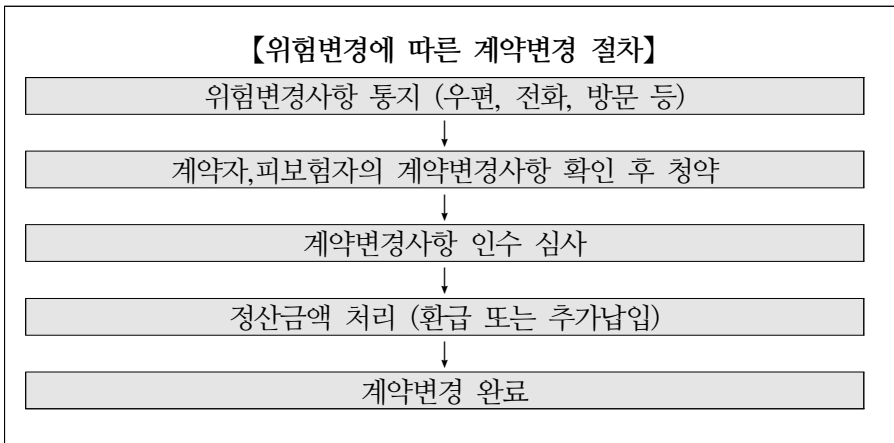 【위험변경에 따른 계약변경 절차】
위험변경사항 통지 (우편, 전화, 방문 등)
계약자,피보험자의 계약변경사항 확인 후 청약
계약변경사항 인수 심사
정산금액 처리 (환급 또는 추가납입)
계약변경 완료